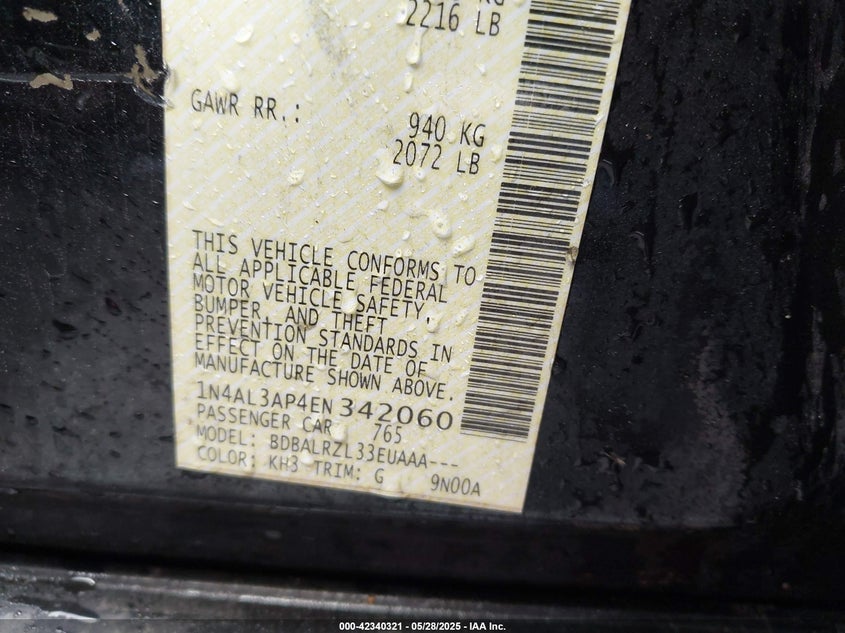 2216 LB
GAWR RR.: 940 KG
2072 LB
THIS VEHICLE CONFORMS TO
ALL APPLICABLE FEDERAL
MOTOR VEHICLE SAFETY,
BUMPER, AND THEFT
PREVENTION STANDARDS IN
EFFECT ON THE DATE OF
MANUFACTURE SHOWN ABOVE.
1N4AL3AP4EN342060
PASSENGER CAR 765
MODEL: BDBALRZL33EUAAA---
COLOR: KH3 TRIM: G 9N00A
000-42340321 | 05/28/2025 - IAA Inc.